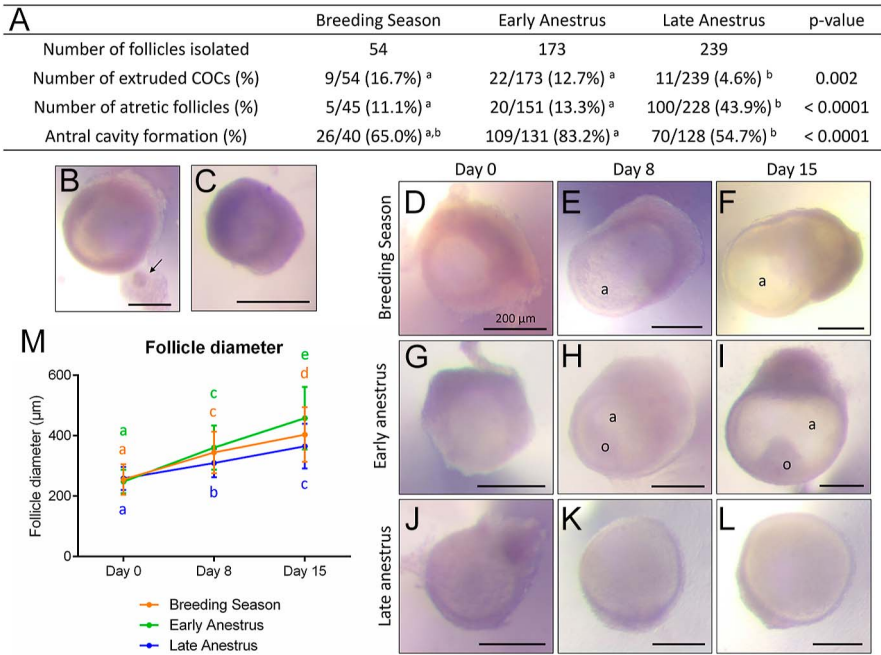 A
Breeding Season Early Anestrus Late Anestrus p-value
Number of follicles isolated 54 173 239
Number of extruded COCs (%) 9/54 (16.7%) a 22/173 (12.7%) a 11/239 (4.6%) b 0.002
Number of atretic follicles (%) 5/45 (11.1%) a 20/151 (13.3%) a 100/228 (43.9%) b < 0.0001
Antral cavity formation (%) 26/40 (65.0%) a,b 109/131 (83.2%) a 70/128 (54.7%) b < 0.0001
B
C
Day 0 Day 8 Day 15
Breeding Season
D
200 µm
E
a
F
a
Early anestrus
G
H
a
o
I
a
o
Late anestrus
J
K
L
M
Follicle diameter
Follicle diameter (µm)
600
400
200
0
a
a
a
c
c
b
e
d
c
Day 0 Day 8 Day 15
Breeding Season
Early Anestrus
Late Anestrus